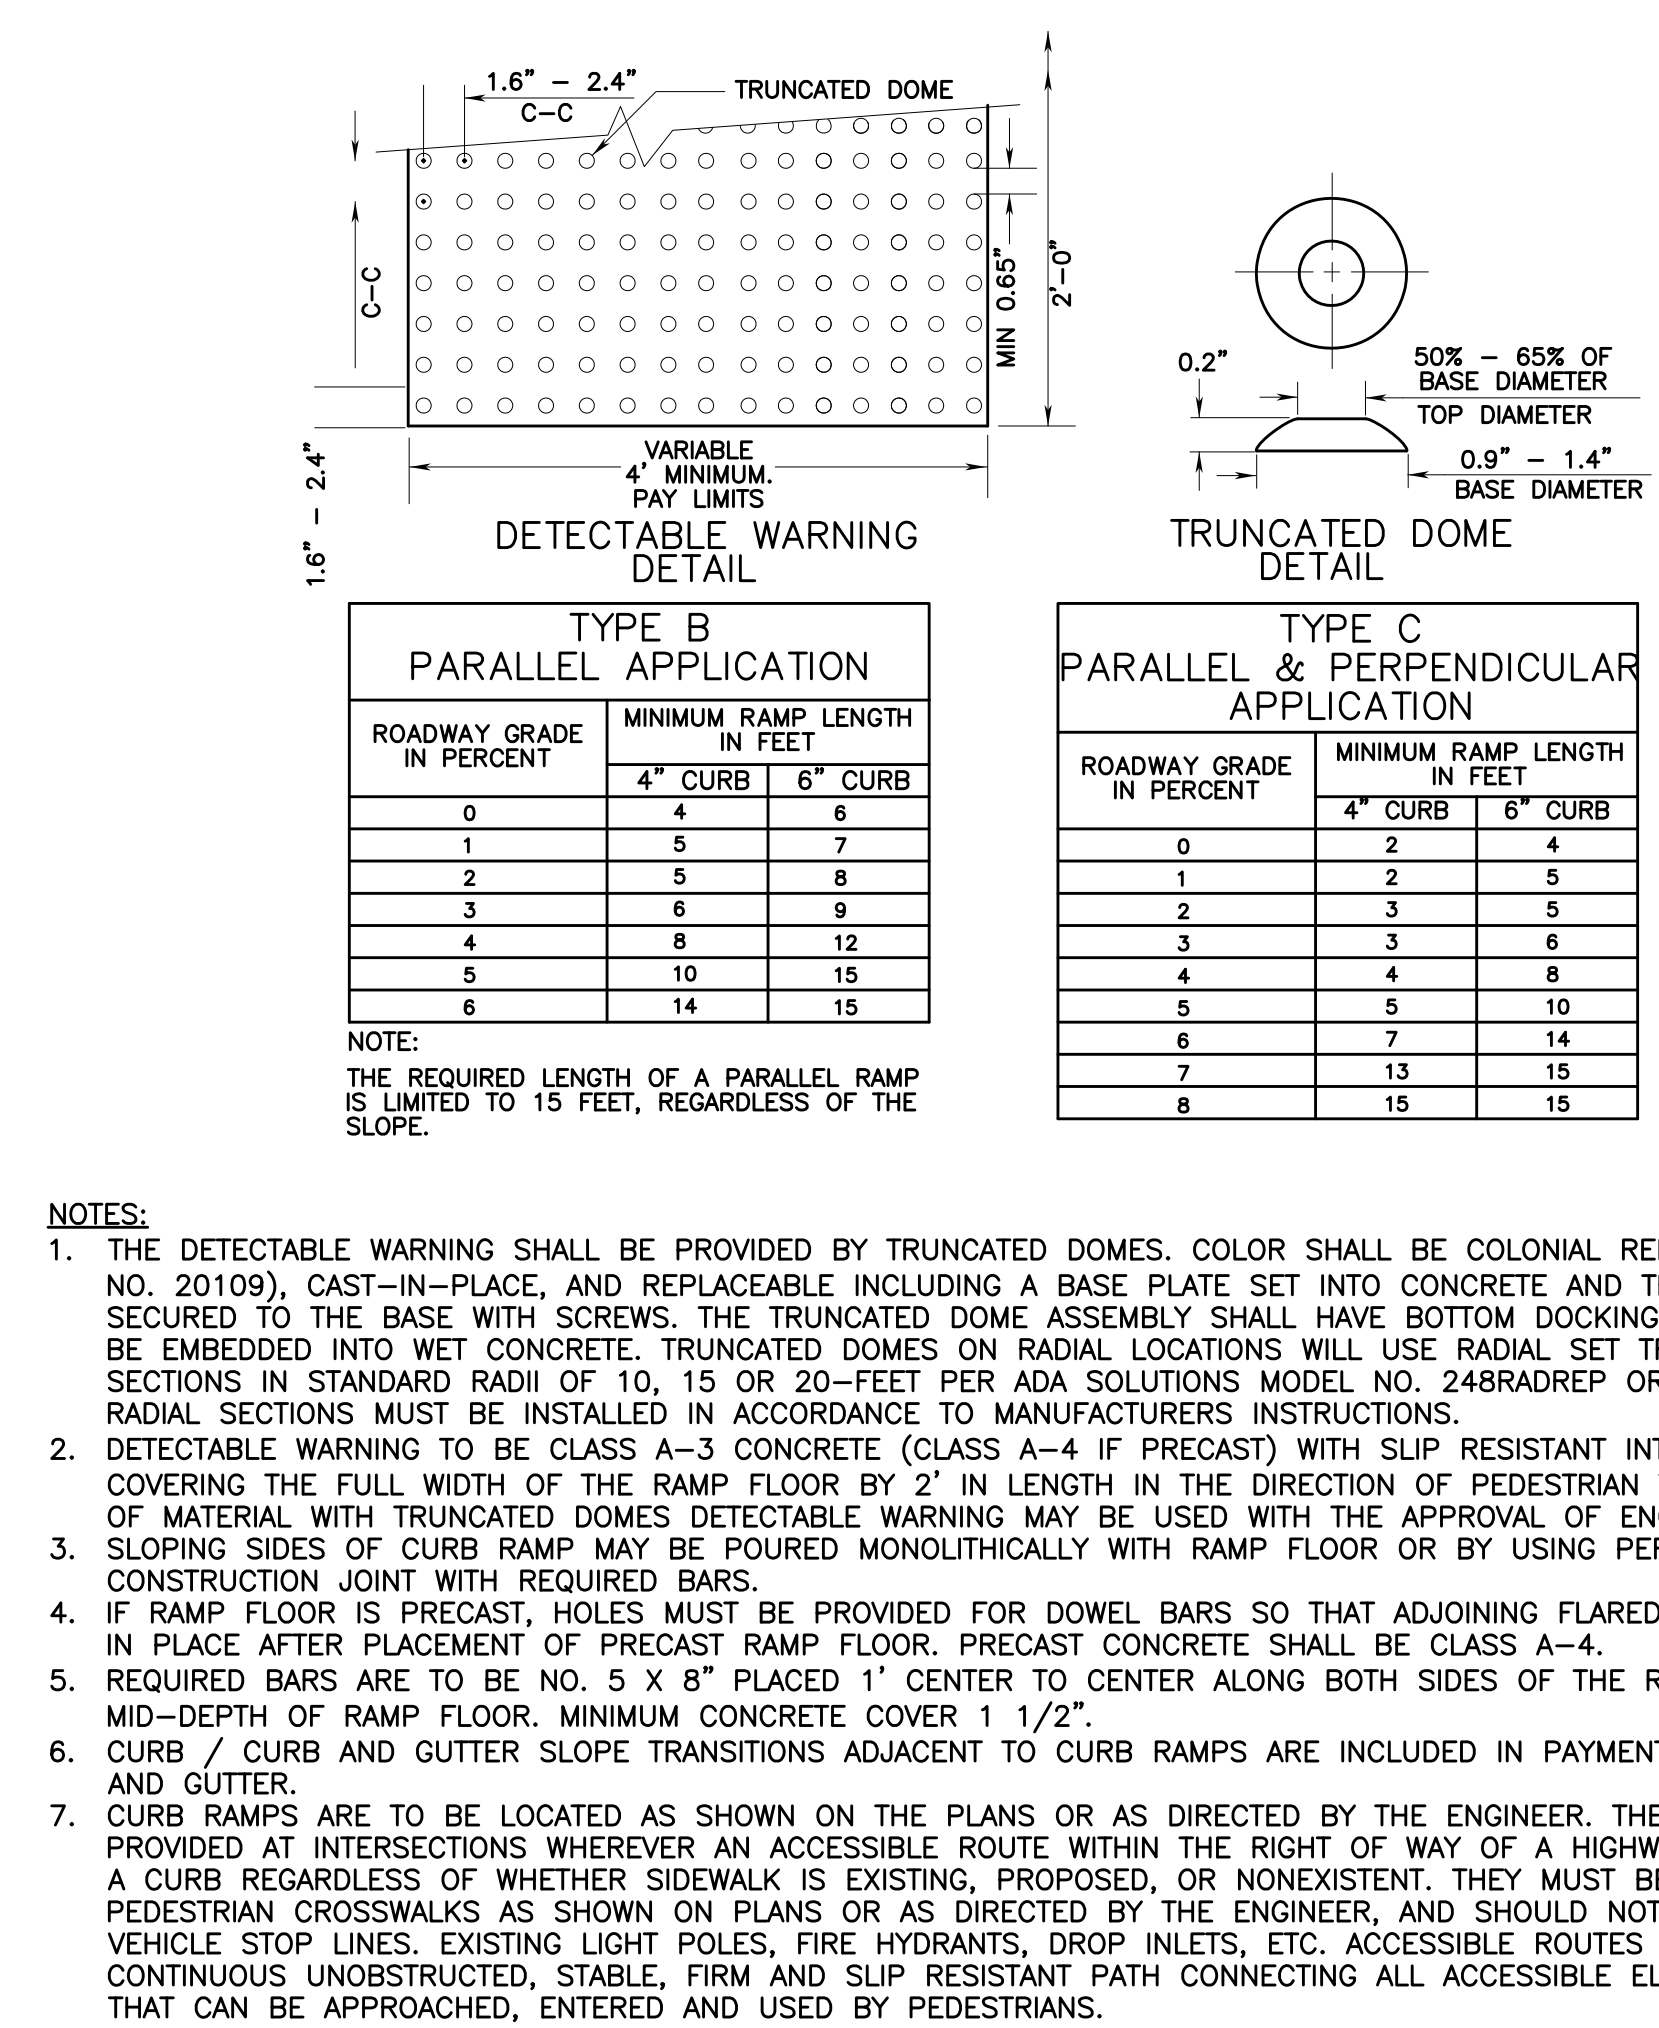 1.6" – 2.4"
C–C
TRUNCATED DOME
C–C
MIN 0.65"
2'–0"
1.6" – 2.4"
VARIABLE
4' MINIMUM.
PAY LIMITS
DETECTABLE WARNING
DETAIL
0.2"
50% – 65% OF
BASE DIAMETER
TOP DIAMETER
0.9" – 1.4"
BASE DIAMETER
TRUNCATED DOME
DETAIL
TYPE B
PARALLEL APPLICATION
ROADWAY GRADE
IN PERCENT
MINIMUM RAMP LENGTH
IN FEET
4" CURB 6" CURB
0 4 6
1 5 7
2 5 8
3 6 9
4 8 12
5 10 15
6 14 15
NOTE:
THE REQUIRED LENGTH OF A PARALLEL RAMP
IS LIMITED TO 15 FEET, REGARDLESS OF THE
SLOPE.
TYPE C
PARALLEL & PERPENDICULAR
APPLICATION
ROADWAY GRADE
IN PERCENT
MINIMUM RAMP LENGTH
IN FEET
4" CURB 6" CURB
0 2 4
1 2 5
2 3 5
3 3 6
4 4 8
5 5 10
6 7 14
7 13 15
8 15 15
NOTES:
1. THE DETECTABLE WARNING SHALL BE PROVIDED BY TRUNCATED DOMES. COLOR SHALL BE COLONIAL
NO. 20109), CAST–IN–PLACE, AND REPLACEABLE INCLUDING A BASE PLATE SET INTO CONCRETE AND
SECURED TO THE BASE WITH SCREWS. THE TRUNCATED DOME ASSEMBLY SHALL HAVE BOTTOM DOCKING
BE EMBEDDED INTO WET CONCRETE. TRUNCATED DOMES ON RADIAL LOCATIONS WILL USE RADIAL SET
SECTIONS IN STANDARD RADII OF 10, 15 OR 20–FEET PER ADA SOLUTIONS MODEL NO. 248RADREP OR
RADIAL SECTIONS MUST BE INSTALLED IN ACCORDANCE TO MANUFACTURERS INSTRUCTIONS.
2. DETECTABLE WARNING TO BE CLASS A–3 CONCRETE (CLASS A–4 IF PRECAST) WITH SLIP RESISTANT
COVERING THE FULL WIDTH OF THE RAMP FLOOR BY 2' IN LENGTH IN THE DIRECTION OF PEDESTRIAN
OF MATERIAL WITH TRUNCATED DOMES DETECTABLE WARNING MAY BE USED WITH THE APPROVAL OF
3. SLOPING SIDES OF CURB RAMP MAY BE POURED MONOLITHICALLY WITH RAMP FLOOR OR BY USING
CONSTRUCTION JOINT WITH REQUIRED BARS.
4. IF RAMP FLOOR IS PRECAST, HOLES MUST BE PROVIDED FOR DOWEL BARS SO THAT ADJOINING FLARED
IN PLACE AFTER PLACEMENT OF PRECAST RAMP FLOOR. PRECAST CONCRETE SHALL BE CLASS A–4.
5. REQUIRED BARS ARE TO BE NO. 5 X 8" PLACED 1' CENTER TO CENTER ALONG BOTH SIDES OF THE
MID–DEPTH OF RAMP FLOOR. MINIMUM CONCRETE COVER 1 1/2".
6. CURB / CURB AND GUTTER SLOPE TRANSITIONS ADJACENT TO CURB RAMPS ARE INCLUDED IN PAYMENT
AND GUTTER.
7. CURB RAMPS ARE TO BE LOCATED AS SHOWN ON THE PLANS OR AS DIRECTED BY THE ENGINEER.
PROVIDED AT INTERSECTIONS WHEREVER AN ACCESSIBLE ROUTE WITHIN THE RIGHT OF WAY OF A
A CURB REGARDLESS OF WHETHER SIDEWALK IS EXISTING, PROPOSED, OR NONEXISTENT. THEY MUST BE
PEDESTRIAN CROSSWALKS AS SHOWN ON PLANS OR AS DIRECTED BY THE ENGINEER, AND SHOULD NOT
VEHICLE STOP LINES. EXISTING LIGHT POLES, FIRE HYDRANTS, DROP INLETS, ETC. ACCESSIBLE ROUTES
CONTINUOUS UNOBSTRUCTED, STABLE, FIRM AND SLIP RESISTANT PATH CONNECTING ALL ACCESSIBLE
THAT CAN BE APPROACHED, ENTERED AND USED BY PEDESTRIANS.